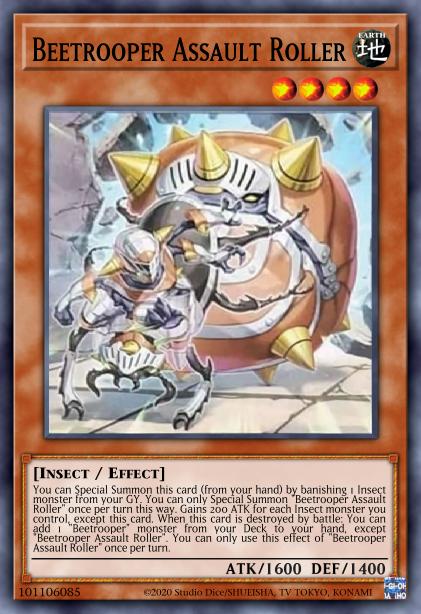 BEETROOPER ASSAULT ROLLER
EARTH
地
[INSECT / EFFECT]
You can Special Summon this card (from your hand) by banishing 1 Insect
monster from your GY. You can only Special Summon "Beetrooper Assault
Roller" once per turn this way. Gains 200 ATK for each Insect monster you
control, except this card. When this card is destroyed by battle: You can
add 1 "Beetrooper" monster from your Deck to your hand, except
"Beetrooper Assault Roller". You can only use this effect of "Beetrooper
Assault Roller" once per turn.
ATK/1600 DEF/1400
101106085
©2020 Studio Dice/SHUEISHA, TV TOKYO, KONAMI